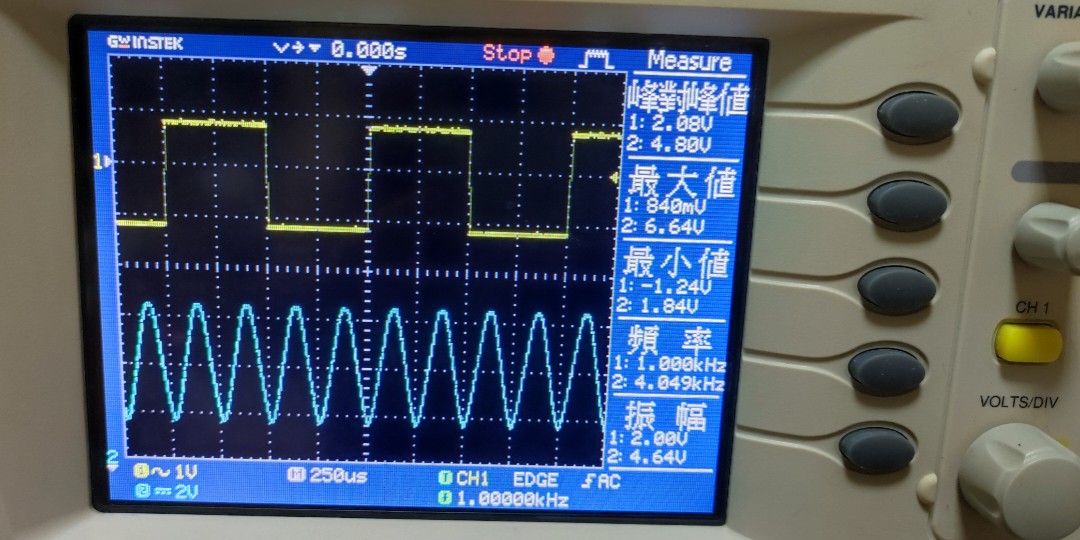 GWINSTEK
0.000s
Stop
Measure
峰對峰值
1: 2.08V
2: 4.80V
最大值
1: 840mV
2: 6.64V
最小值
1: -1.24V
2: 1.84V
頻率
1: 1.000kHz
2: 4.049kHz
振幅
1: 2.00V
2: 4.64V
1
2
1 ~ 1V
M 250us
T CH1 EDGE AC
2 2V
f 1.00000kHz
VARIA
CH 1
VOLTS/DIV